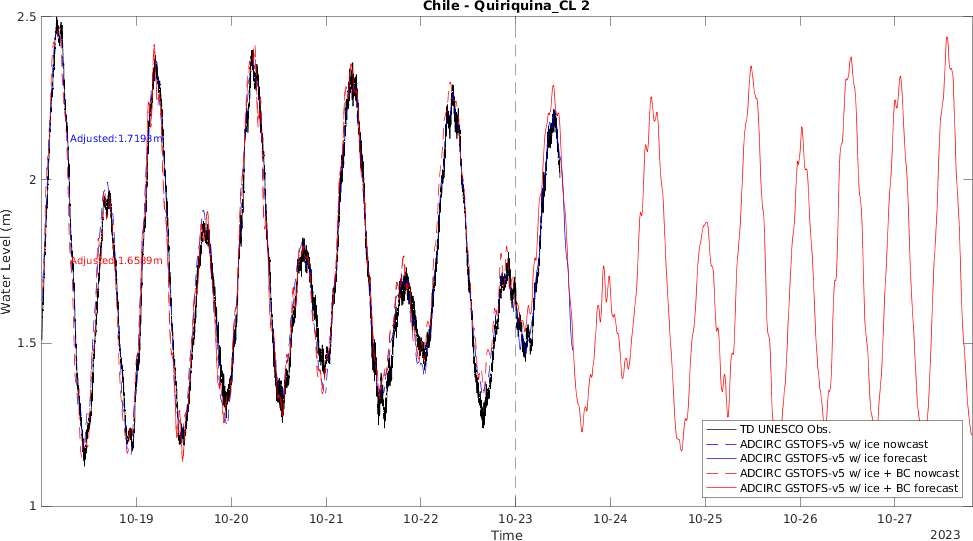 Chile - Quiriquina_CL 2
2.5
2
1.5
1
Water Level (m)
Adjusted:1.7193m
Adjusted:1.6589m
TD UNESCO Obs.
ADCIRC GSTOFS-v5 w/ ice nowcast
ADCIRC GSTOFS-v5 w/ ice forecast
ADCIRC GSTOFS-v5 w/ ice + BC nowcast
ADCIRC GSTOFS-v5 w/ ice + BC forecast
10-19 10-20 10-21 10-22 10-23 10-24 10-25 10-26 10-27
Time
2023